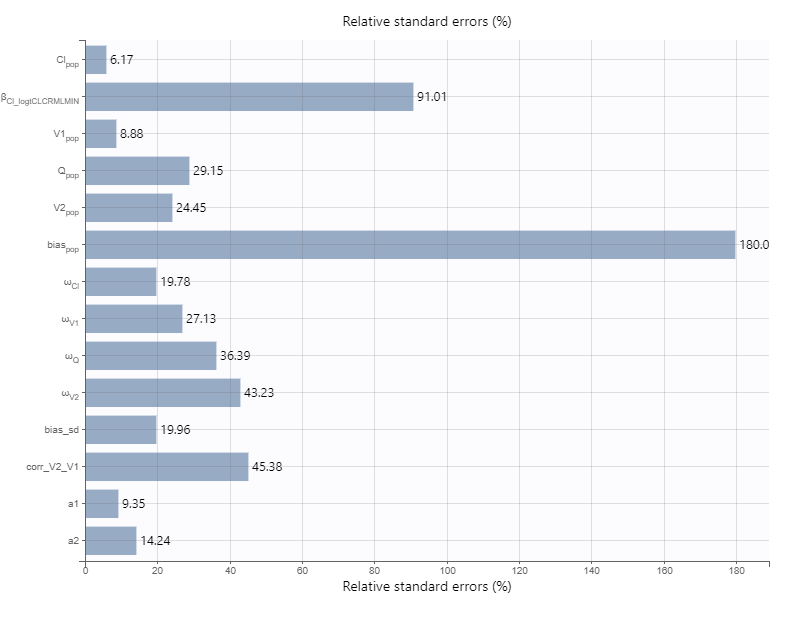 Relative standard errors (%)
Cl_pop 6.17
β_Cl_logtCLCRMLMIN 91.01
V1_pop 8.88
Q_pop 29.15
V2_pop 24.45
bias_pop 180.0
ω_Cl 19.78
ω_V1 27.13
ω_Q 36.39
ω_V2 43.23
bias_sd 19.96
corr_V2_V1 45.38
a1 9.35
a2 14.24
0 20 40 60 80 100 120 140 160 180
Relative standard errors (%)